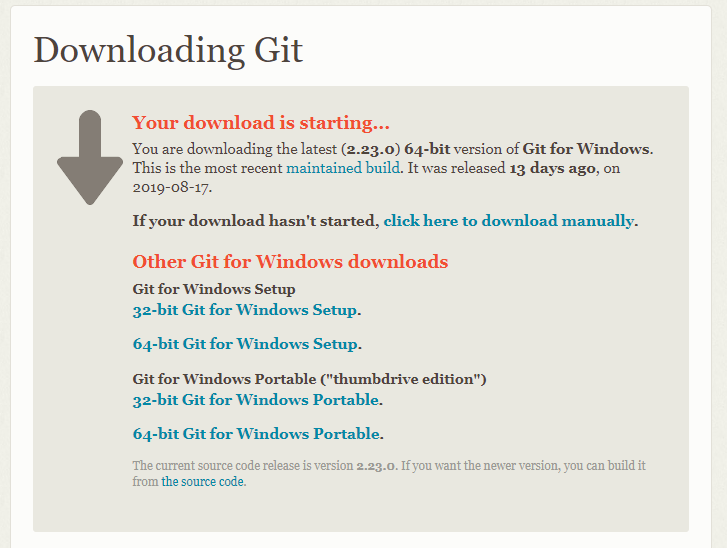 Downloading Git
Your download is starting...
You are downloading the latest (2.23.0) 64-bit version of Git for Windows.
This is the most recent maintained build. It was released 13 days ago, on
2019-08-17.
If your download hasn't started, click here to download manually.
Other Git for Windows downloads
Git for Windows Setup
32-bit Git for Windows Setup.
64-bit Git for Windows Setup.
Git for Windows Portable ("thumbdrive edition")
32-bit Git for Windows Portable.
64-bit Git for Windows Portable.
The current source code release is version 2.23.0. If you want the newer version, you can build it
from the source code.